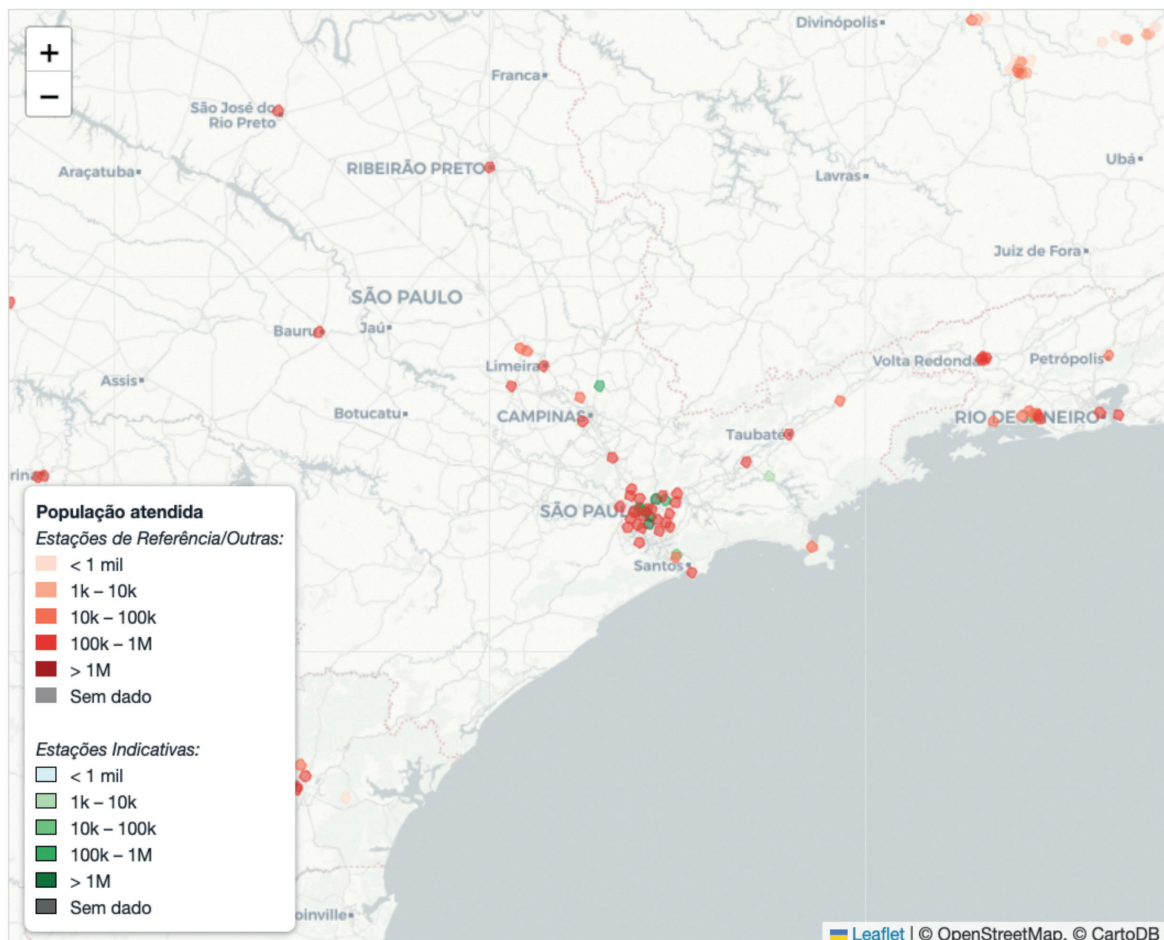 +
−
Divinópolis
Franca
São José do
Rio Preto
RIBEIRÃO PRETO
Araçatuba
Ubá
Lavras
Juiz de Fora
SÃO PAULO
Bauru
Jaú
Volta Redonda
Petrópolis
Limeira
Assis
Botucatu
CAMPINAS
RIO DE JANEIRO
Taubaté
rina
SÃO PAUL
Santos
População atendida
Estações de Referência/Outras:
< 1 mil
1k – 10k
10k – 100k
100k – 1M
> 1M
Sem dado
Estações Indicativas:
< 1 mil
1k – 10k
10k – 100k
100k – 1M
> 1M
Sem dado
oinville
Leaflet | © OpenStreetMap, © CartoDB